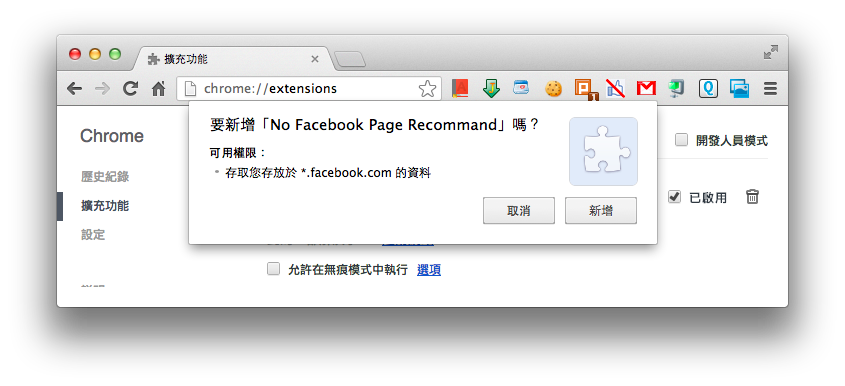 擴充功能
chrome://extensions
Chrome
歷史紀錄
擴充功能
設定
要新增「No Facebook Page Recommand」嗎？
可用權限：
存取您存放於 *.facebook.com 的資料
取消
新增
開發人員模式
已啟用
允許在無痕模式中執行 選項